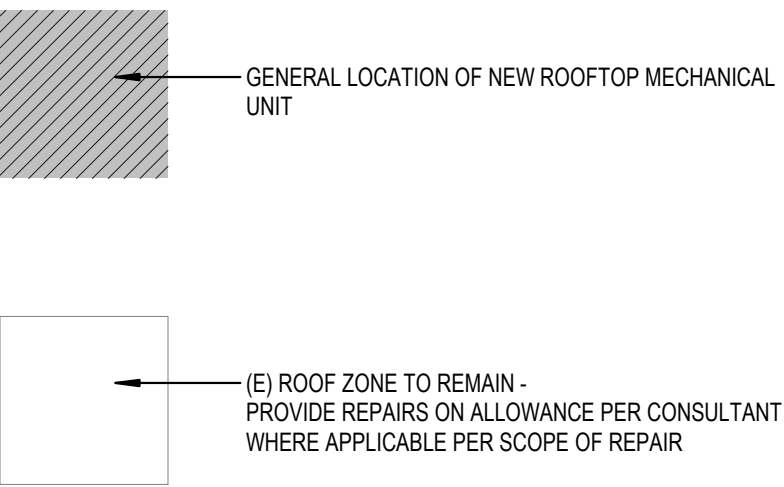 GENERAL LOCATION OF NEW ROOFTOP MECHANICAL
UNIT
(E) ROOF ZONE TO REMAIN -
PROVIDE REPAIRS ON ALLOWANCE PER CONSULTANT
WHERE APPLICABLE PER SCOPE OF REPAIR